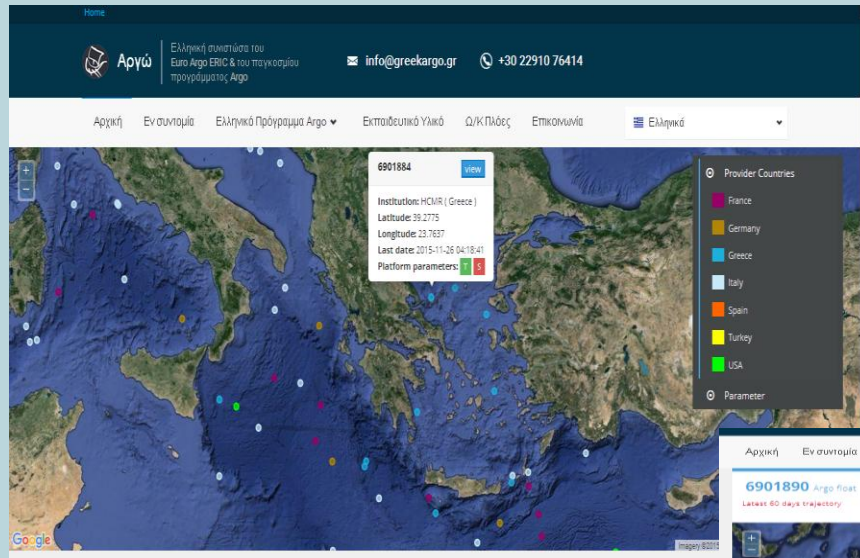 Home
Αργώ
Ελληνική συνιστώσα του
Euro Argo ERIC & του παγκοσμίου
προγράμματος Argo
info@greekargo.gr
+30 22910 76414
Αρχική Εν συντομία Ελληνικό Πρόγραμμα Argo Εκπαιδευτικό Υλικό Ω/Κ Πλόες Επικοινωνία Ελληνικά
+
−
6901884 view
Institution: HCMR ( Greece )
Latitude: 39.2775
Longitude: 23.7637
Last date: 2015-11-26 04:18:41
Platform parameters: T S
Provider Countries
France
Germany
Greece
Italy
Spain
Turkey
USA
Parameter
Google
Imagery ©2015
Αρχική Εν συντομία
6901890 Argo float
Latest 60 days trajectory
+